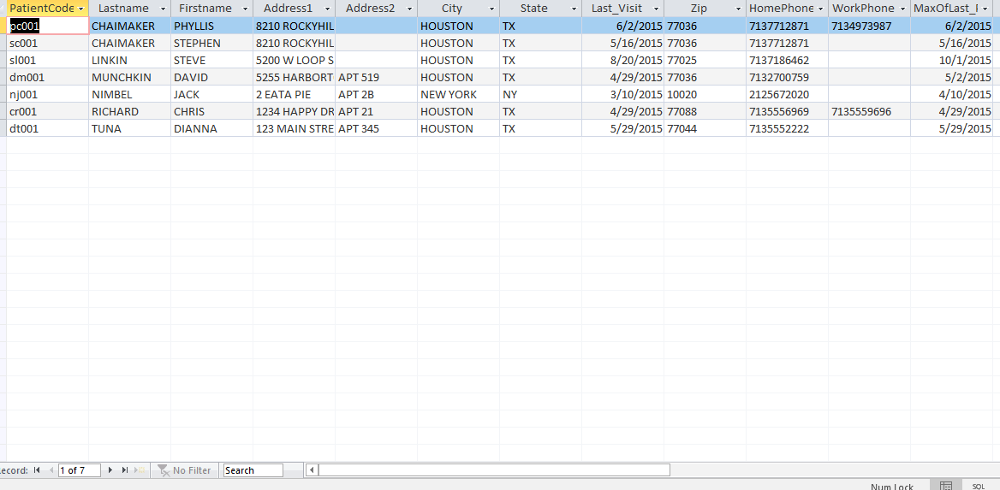 PatientCode Lastname Firstname Address1 Address2 City State Last_Visit Zip HomePhone WorkPhone MaxOfLast_
pc001 CHAIMAKER PHYLLIS 8210 ROCKYHIL HOUSTON TX 6/2/2015 77036 7137712871 7134973987 6/2/2015
sc001 CHAIMAKER STEPHEN 8210 ROCKYHIL HOUSTON TX 5/16/2015 77036 7137712871 5/16/2015
sl001 LINKIN STEVE 5200 W LOOP S HOUSTON TX 8/20/2015 77025 7137186462 10/1/2015
dm001 MUNCHKIN DAVID 5255 HARBORT APT 519 HOUSTON TX 4/29/2015 77036 7132700759 5/2/2015
nj001 NIMBEL JACK 2 EATA PIE APT 2B NEW YORK NY 3/10/2015 10020 2125672020 4/10/2015
cr001 RICHARD CHRIS 1234 HAPPY DR APT 21 HOUSTON TX 4/29/2015 77088 7135556969 7135559696 4/29/2015
dt001 TUNA DIANNA 123 MAIN STRE APT 345 HOUSTON TX 5/29/2015 77044 7135552222 5/29/2015
ecord: 1 of 7 No Filter Search
Num Lock SQL